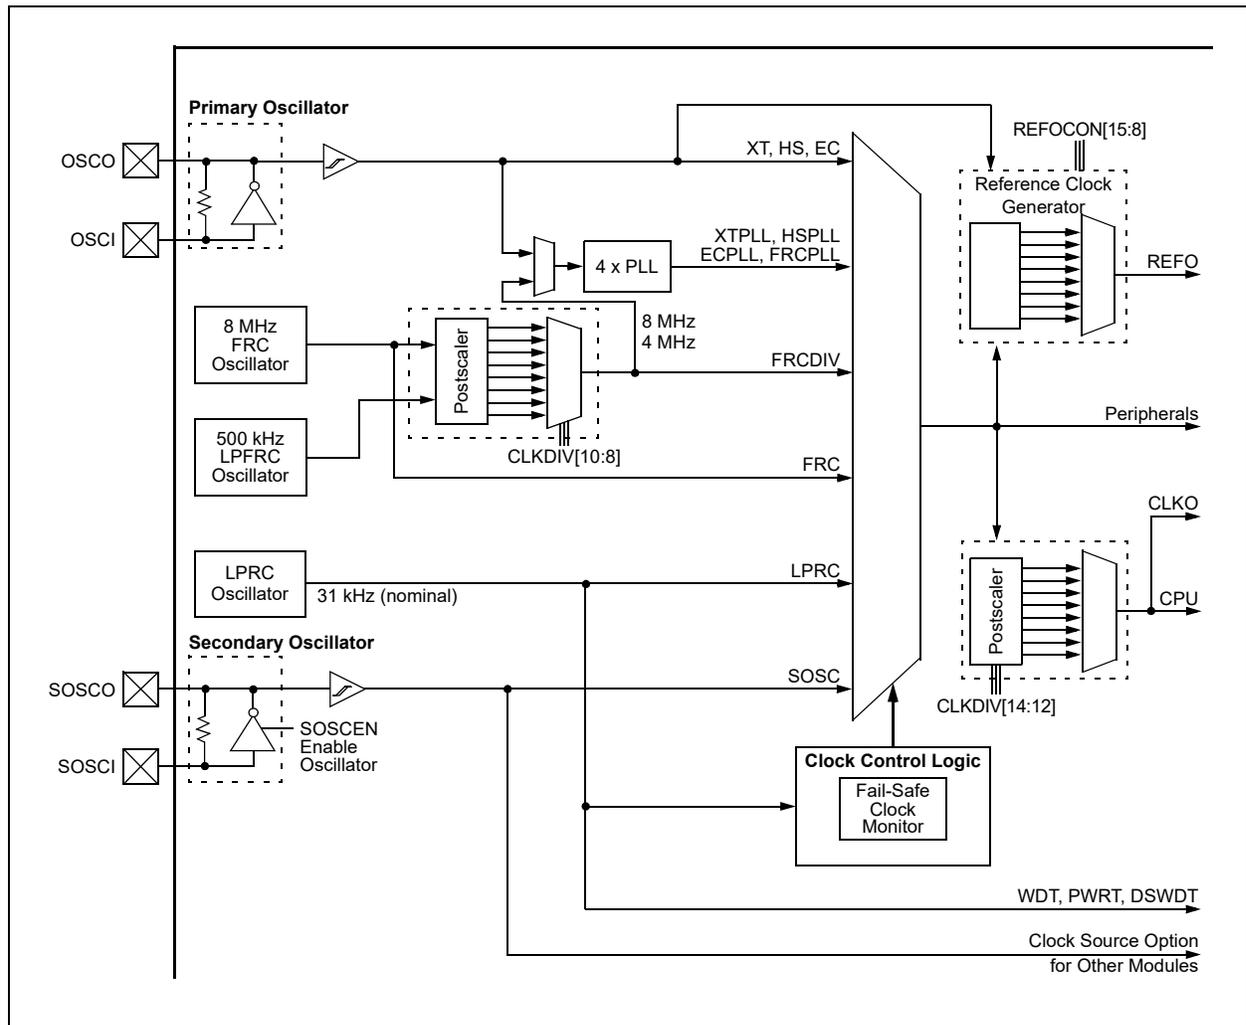 Primary Oscillator
OSCO
OSCI
XT, HS, EC
REFOCON[15:8]
Reference Clock
Generator
REFO
XTPLL, HSPLL
ECPLL, FRCPLL
4 x PLL
8 MHz
FRC
Oscillator
Postscaler
8 MHz
4 MHz
FRCDIV
Peripherals
500 kHz
LPFRC
Oscillator
CLKDIV[10:8]
FRC
CLKO
LPRC
Oscillator
31 kHz (nominal)
LPRC
Postscaler
CPU
CLKDIV[14:12]
Secondary Oscillator
SOSCO
SOSCI
SOSCEN
Enable
Oscillator
SOSC
Clock Control Logic
Fail-Safe
Clock
Monitor
WDT, PWRT, DSWDT
Clock Source Option
for Other Modules